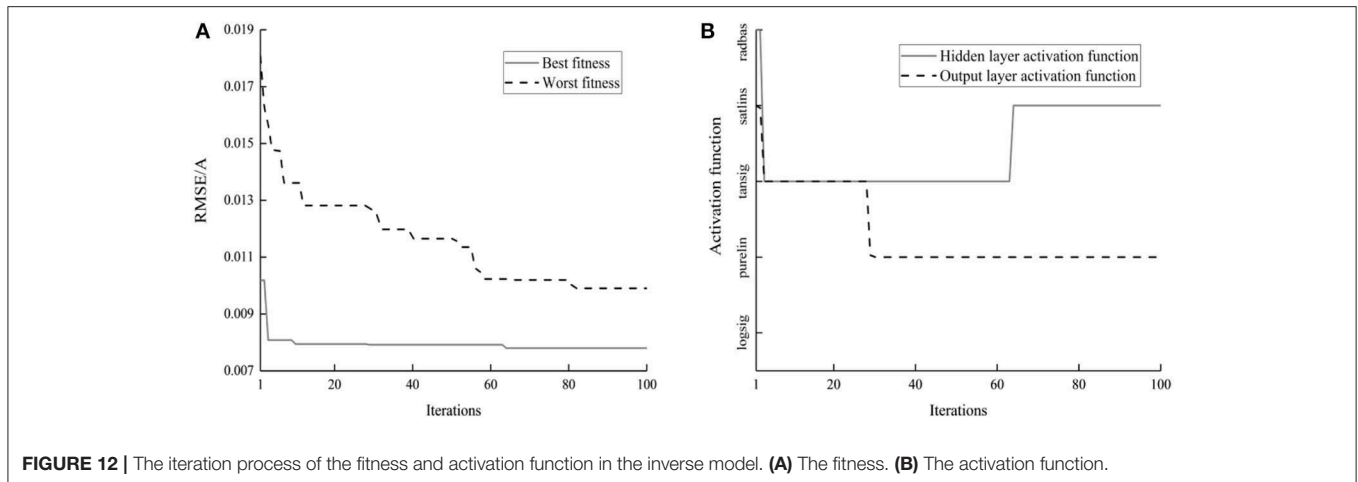 A
0.019
0.017
0.015
0.013
0.011
0.009
0.007
RMSE/A
Best fitness
Worst fitness
1
20
40
60
80
100
Iterations
B
radbas
satlins
tansig
purelin
logsig
Activation function
Hidden layer activation function
Output layer activation function
1
20
40
60
80
100
Iterations
FIGURE 12 | The iteration process of the fitness and activation function in the inverse model. (A) The fitness. (B) The activation function.